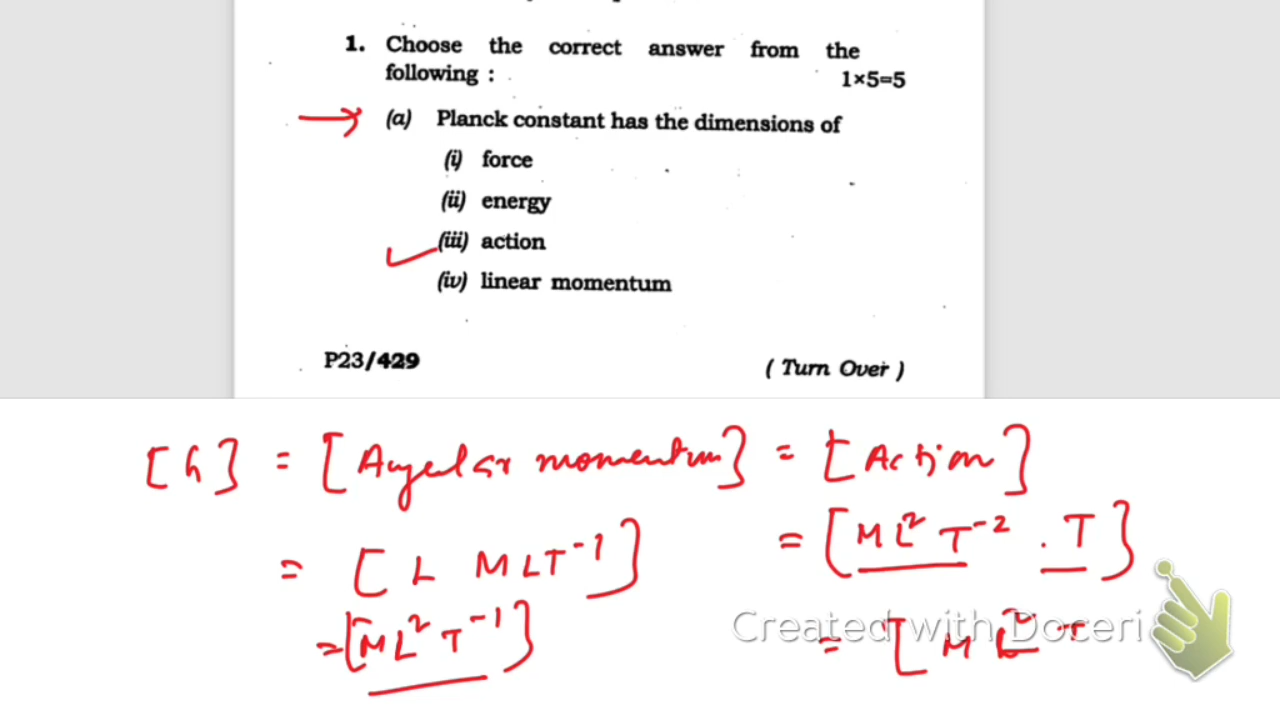 1. Choose the correct answer from the
following : 1×5=5
(a) Planck constant has the dimensions of
(i) force
(ii) energy
(iii) action
(iv) linear momentum
P23/429 ( Turn Over )
[h] = [Angular momentum] = [Action]
= [L MLT⁻¹] = [ML²T⁻² . T]
= [ML²T⁻¹] = [ML²T
Created with Doceri